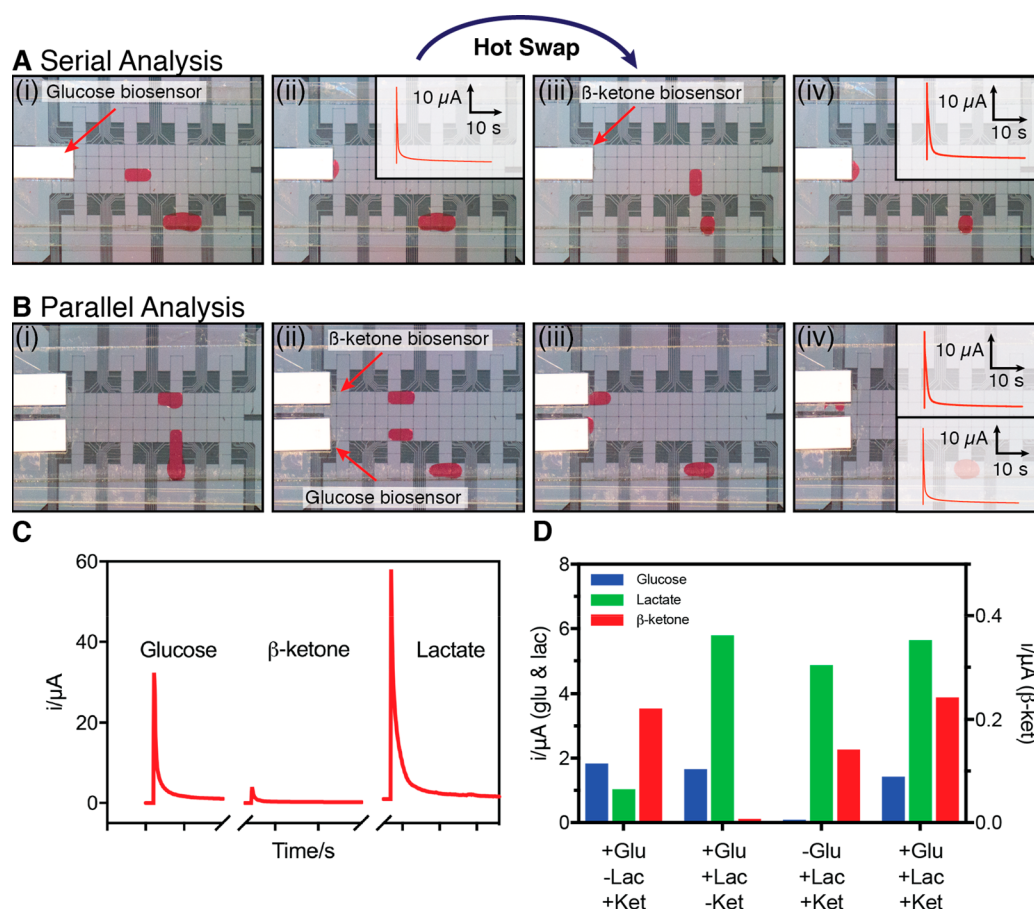 Hot Swap
A Serial Analysis
(i)
Glucose biosensor
(ii)
10 µA
10 s
(iii)
β-ketone biosensor
(iv)
10 µA
10 s
B Parallel Analysis
(i)
(ii)
β-ketone biosensor
Glucose biosensor
(iii)
(iv)
10 µA
10 s
10 µA
10 s
C
60
40
20
0
i/µA
Glucose
β-ketone
Lactate
Time/s
D
8
6
4
2
0
i/µA (glu & lac)
Glucose
Lactate
β-ketone
0.4
0.2
0.0
i/µA (β-ket)
+Glu
-Lac
+Ket
+Glu
+Lac
-Ket
-Glu
+Lac
+Ket
+Glu
+Lac
+Ket